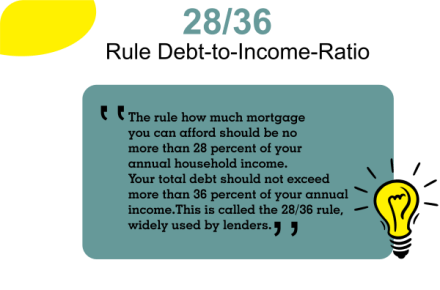 28/36
Rule Debt-to-Income-Ratio
“The rule how much mortgage
you can afford should be no
more than 28 percent of your
annual household income.
Your total debt should not exceed
more than 36 percent of your annual
income.This is called the 28/36 rule,
widely used by lenders.”